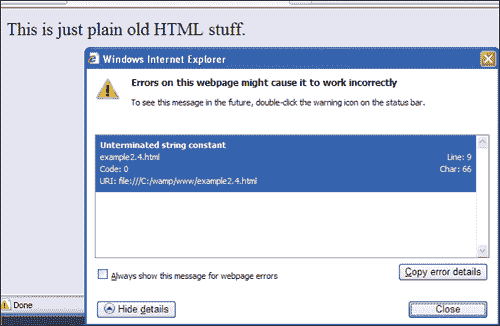 This is just plain old HTML stuff.
Windows Internet Explorer
Errors on this webpage might cause it to work incorrectly
To see this message in the future, double-click the warning icon on the status bar.
Unterminated string constant
example2.4.html Line: 9
Code: 0 Char: 66
URI: file:///C:/wamp/www/example2.4.html
Always show this message for webpage errors
Copy error details
Done
Hide details
Close